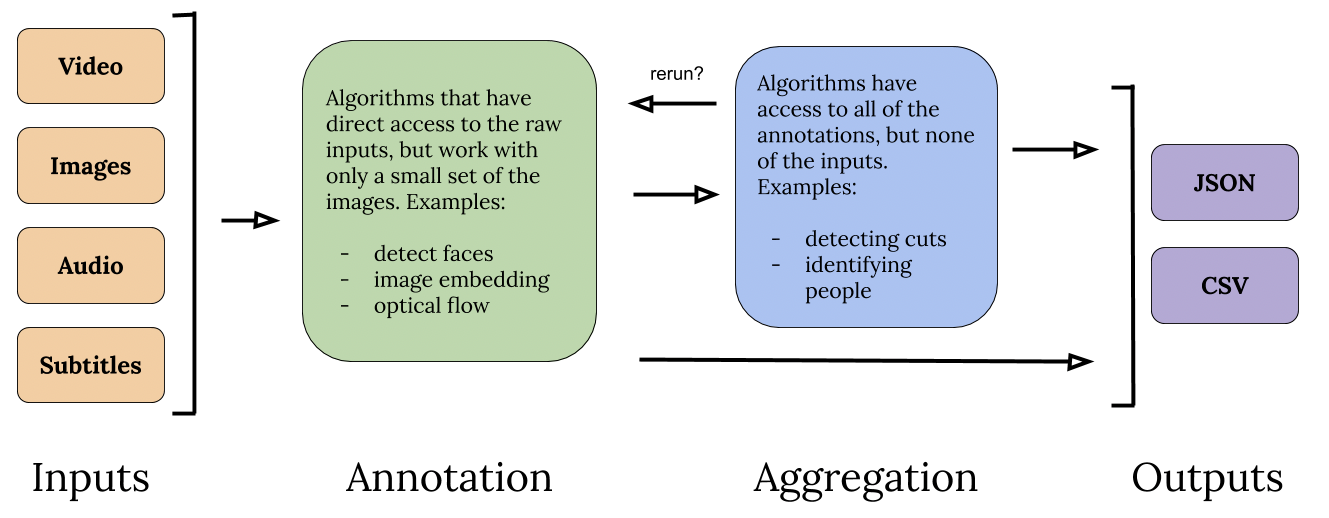 Video
Images
Audio
Subtitles
Inputs
Algorithms that have
direct access to the raw
inputs, but work with
only a small set of the
images. Examples:
- detect faces
- image embedding
- optical flow
Annotation
rerun?
Algorithms have
access to all of the
annotations, but none
of the inputs.
Examples:
- detecting cuts
- identifying
people
Aggregation
JSON
CSV
Outputs